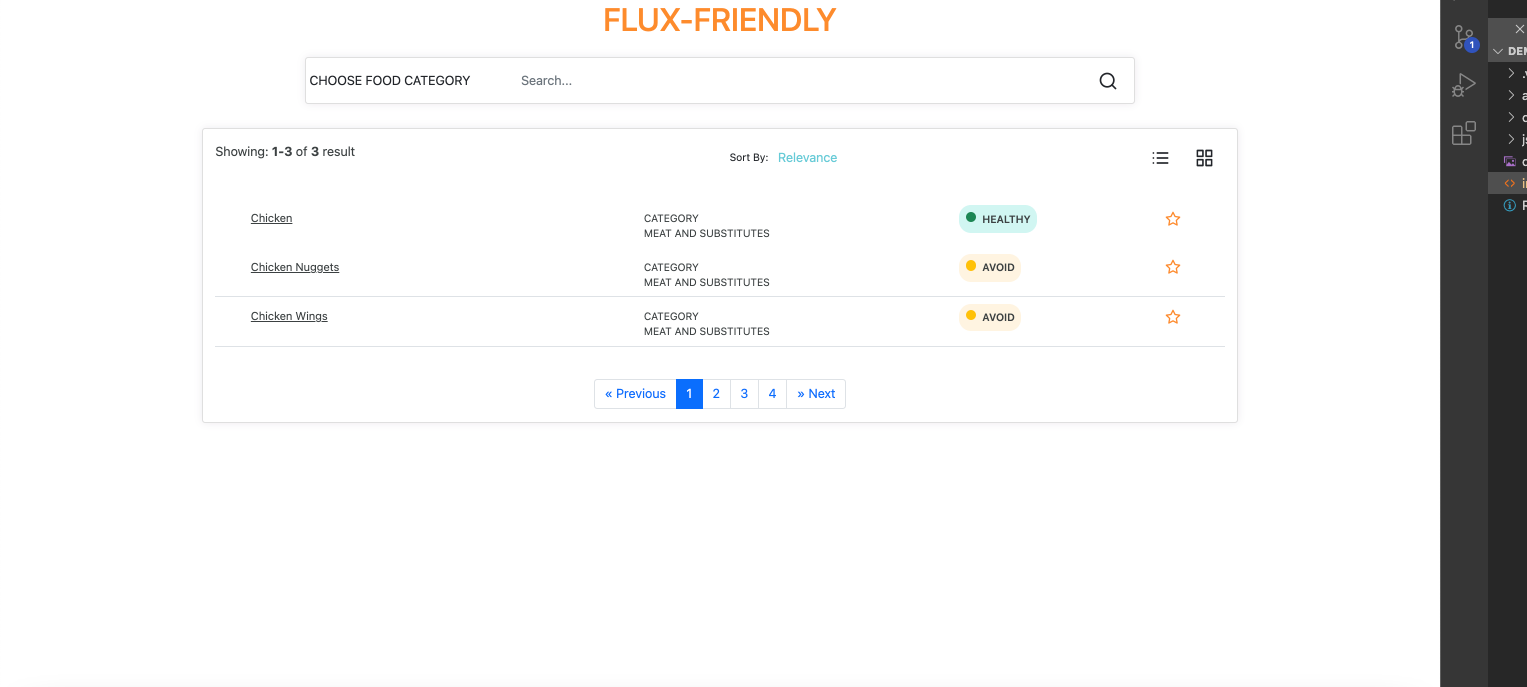 FLUX-FRIENDLY
CHOOSE FOOD CATEGORY
Search...
Showing: 1-3 of 3 result
Sort By: Relevance
Chicken
CATEGORY
MEAT AND SUBSTITUTES
HEALTHY
Chicken Nuggets
CATEGORY
MEAT AND SUBSTITUTES
AVOID
Chicken Wings
CATEGORY
MEAT AND SUBSTITUTES
AVOID
« Previous 1 2 3 4 » Next
1